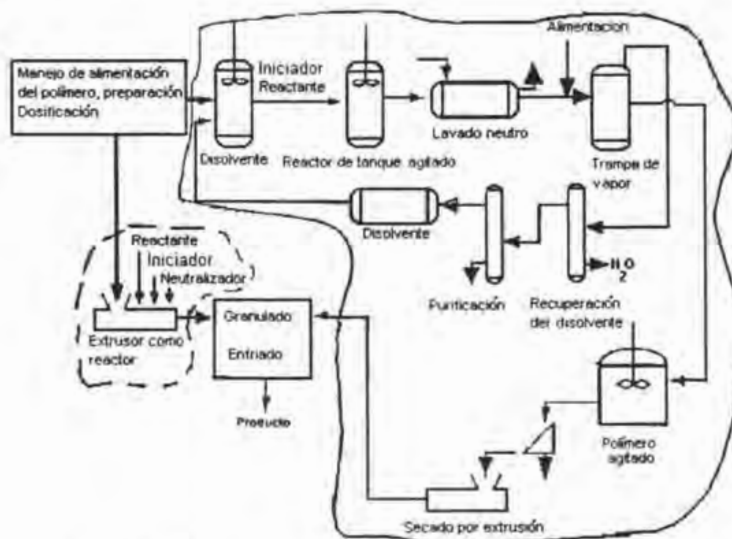 Alimentacion
Manejo de alimentación
del polímero, preparación
Dosificación
Iniciador
Reactante
Disolvente
Reactor de tanque agitado
Lavado neutro
Trampa de
vapor
Disolvente
Purificación
Recuperación
del disolvente
H2O
Reactante
Iniciador
Neutralizador
Extrusor como
reactor
Granulado
Enfriado
Producto
Polímero
agitado
Secado por extrusión